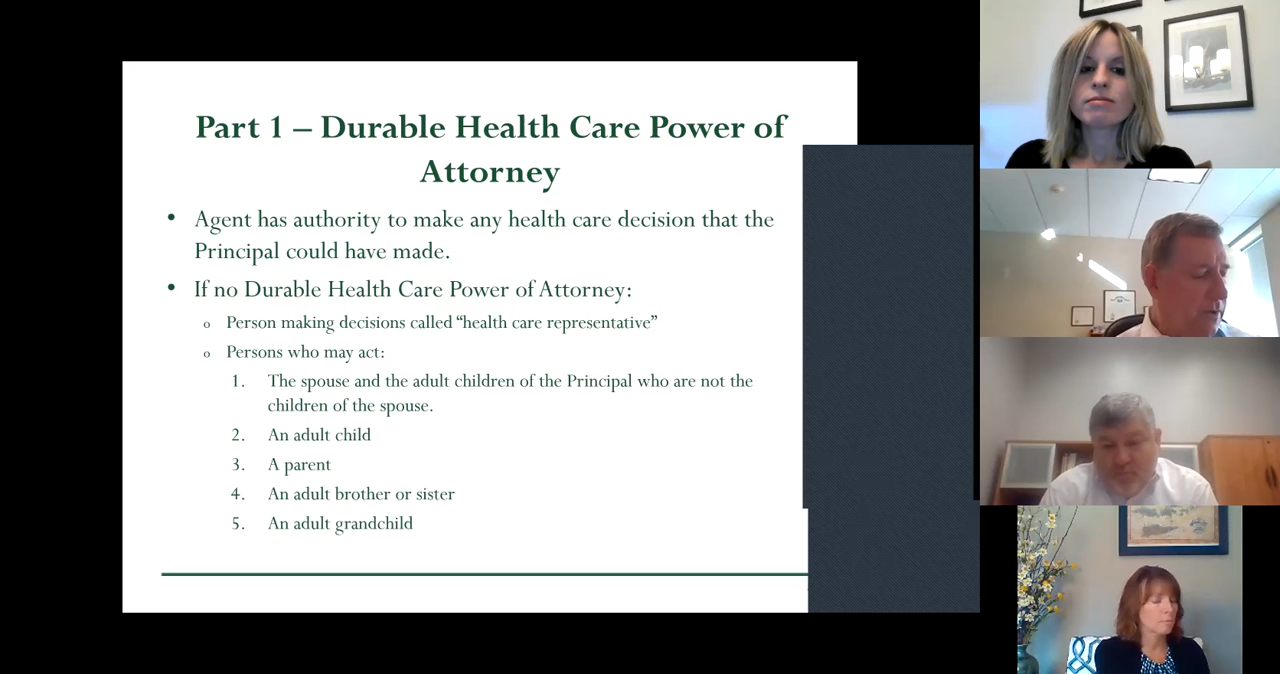 Part 1 – Durable Health Care Power of
Attorney
• Agent has authority to make any health care decision that the
Principal could have made.
• If no Durable Health Care Power of Attorney:
o Person making decisions called “health care representative”
o Persons who may act:
1. The spouse and the adult children of the Principal who are not the
children of the spouse.
2. An adult child
3. A parent
4. An adult brother or sister
5. An adult grandchild